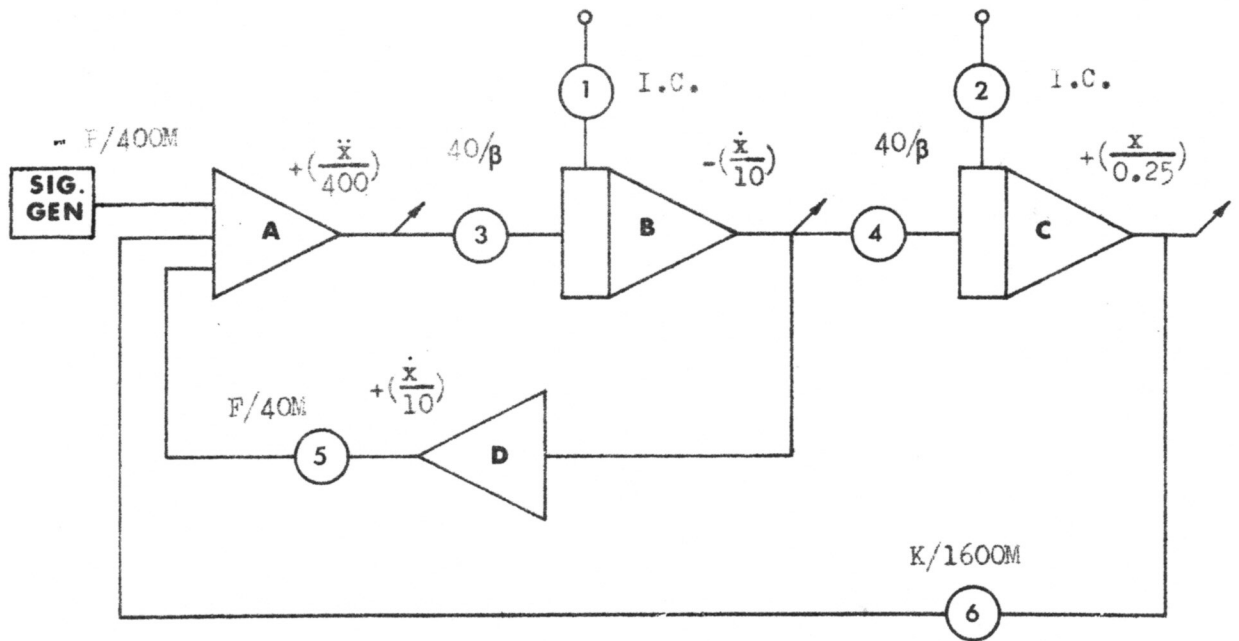 1 I.C.
2 I.C.
- F/400M
SIG. GEN
A
+(ẍ/400)
40/β
3
B
-(ẋ/10)
40/β
4
C
+(x/0.25)
F/40M
5
+(ẋ/10)
D
K/1600M
6